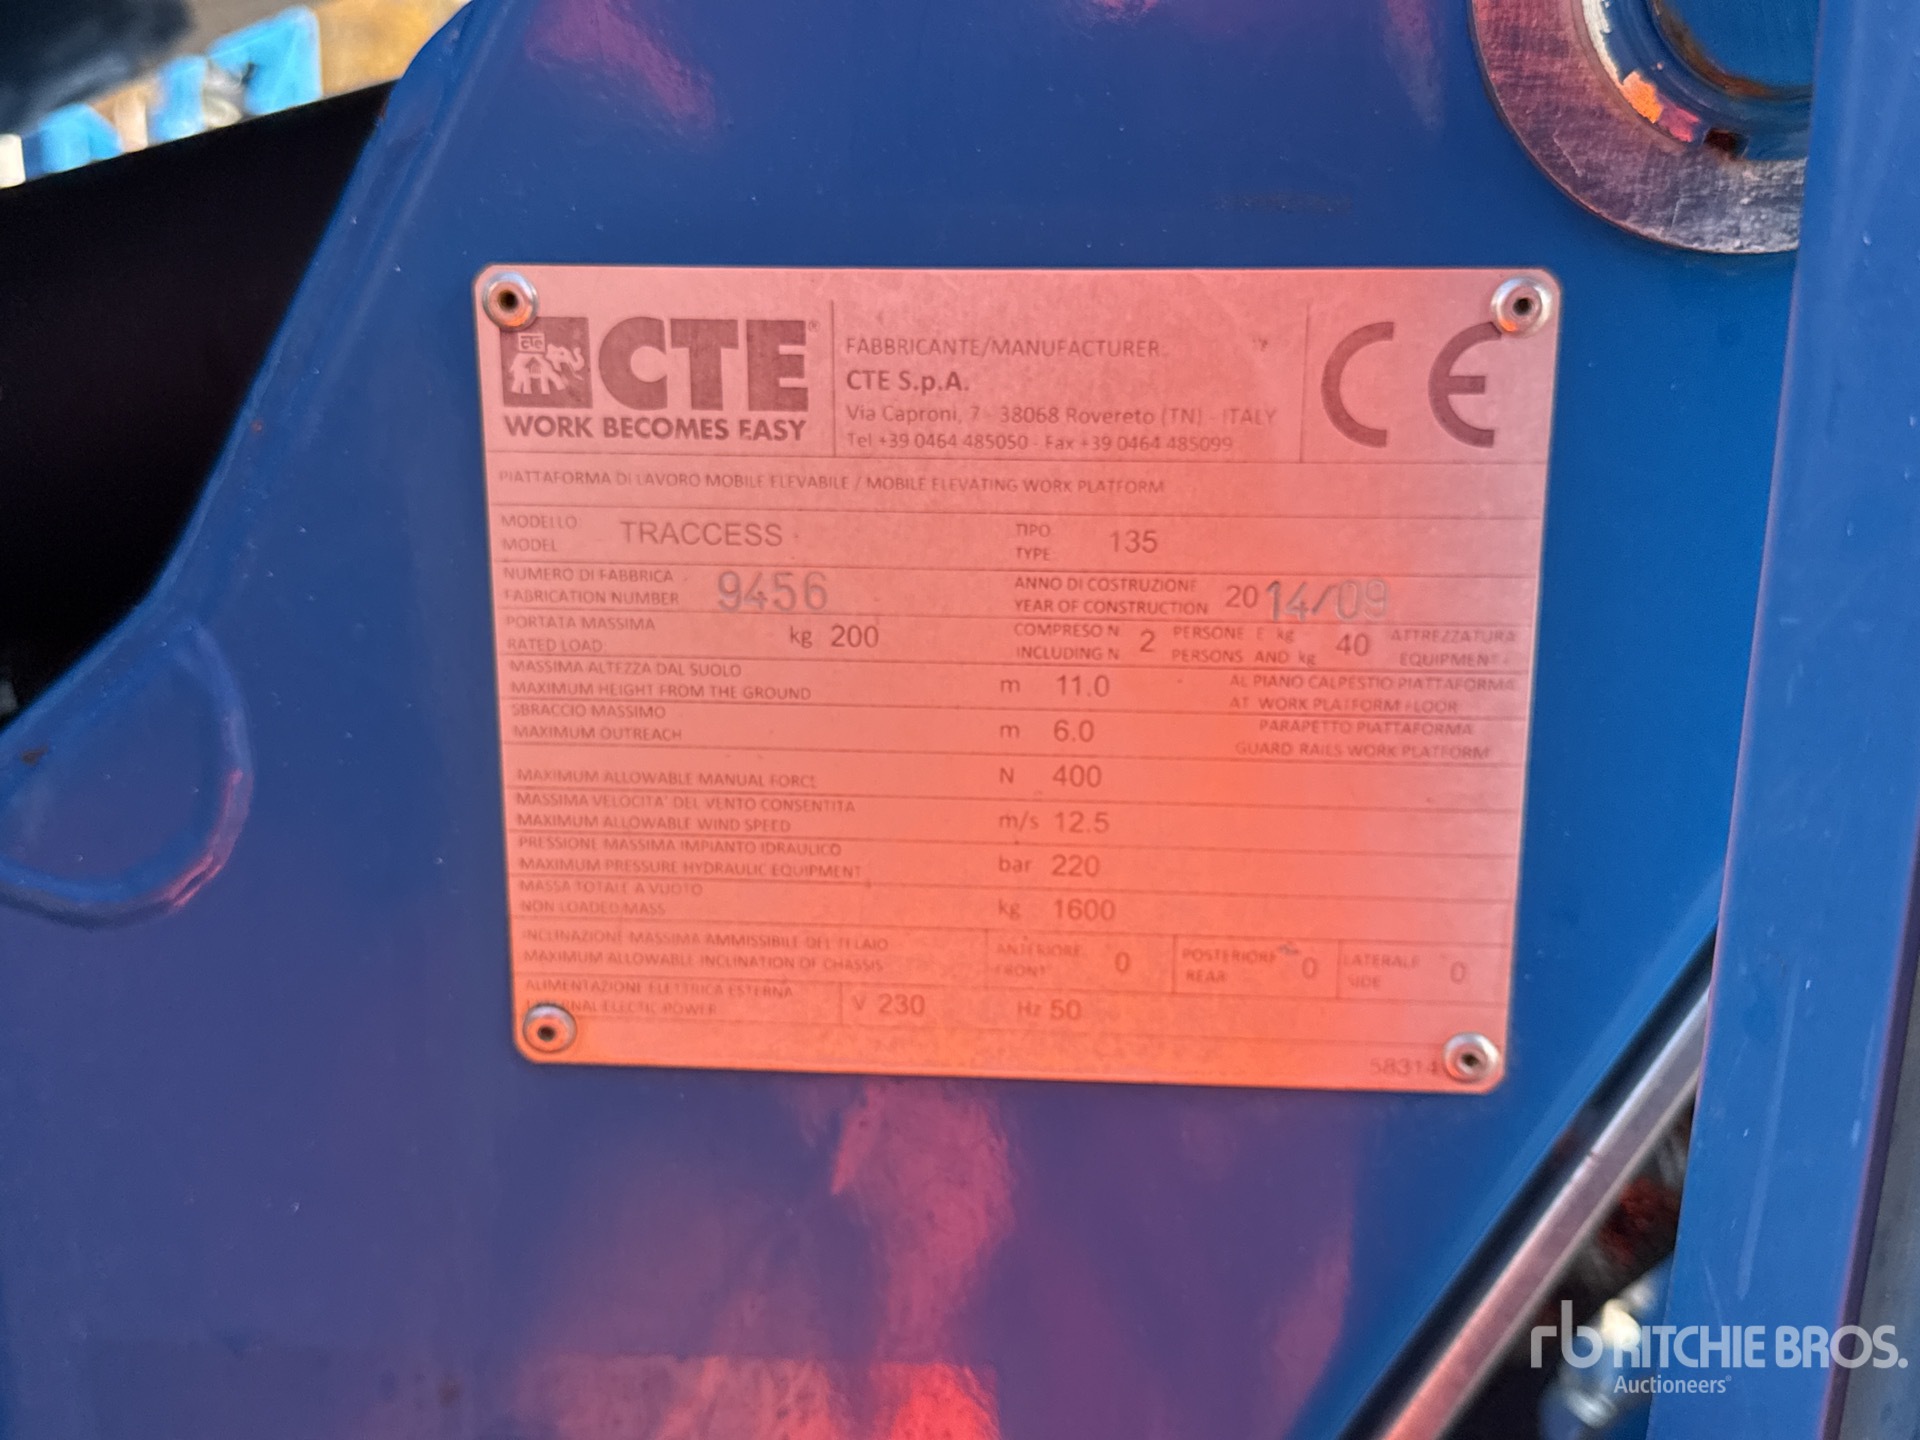 cte
CTE®
WORK BECOMES EASY
FABBRICANTE/MANUFACTURER
CTE S.p.A.
Via Caproni, 7 - 38068 Rovereto (TN) - ITALY
Tel +39 0464 485050 - Fax +39 0464 485099
CE
PIATTAFORMA DI LAVORO MOBILE ELEVABILE / MOBILE ELEVATING WORK PLATFORM
MODELLO
MODEL
TRACCESS
TIPO
TYPE
135
NUMERO DI FABBRICA
FABRICATION NUMBER
9456
ANNO DI COSTRUZIONE
YEAR OF CONSTRUCTION
2014/09
PORTATA MASSIMA
RATED LOAD
kg 200
COMPRESO N 2 PERSONE E kg 40 ATTREZZATURA
INCLUDING N PERSONS AND kg EQUIPMENT
MASSIMA ALTEZZA DAL SUOLO
MAXIMUM HEIGHT FROM THE GROUND
m 11.0
AL PIANO CALPESTIO PIATTAFORMA
AT WORK PLATFORM FLOOR
SBRACCIO MASSIMO
MAXIMUM OUTREACH
m 6.0
PARAPETTO PIATTAFORMA
GUARD RAILS WORK PLATFORM
MAXIMUM ALLOWABLE MANUAL FORCE
N 400
MASSIMA VELOCITA' DEL VENTO CONSENTITA
MAXIMUM ALLOWABLE WIND SPEED
m/s 12.5
PRESSIONE MASSIMA IMPIANTO IDRAULICO
MAXIMUM PRESSURE HYDRAULIC EQUIPMENT
bar 220
MASSA TOTALE A VUOTO
NON LOADED MASS
kg 1600
INCLINAZIONE MASSIMA AMMISSIBILE DEL TELAIO
MAXIMUM ALLOWABLE INCLINATION OF CHASSIS
ANTERIORE
FRONT
0
POSTERIORE
REAR
0
LATERALE
SIDE
0
ALIMENTAZIONE ELETTRICA ESTERNA
POWER
V 230
Hz 50
58314
rb RITCHIE BROS.
Auctioneers